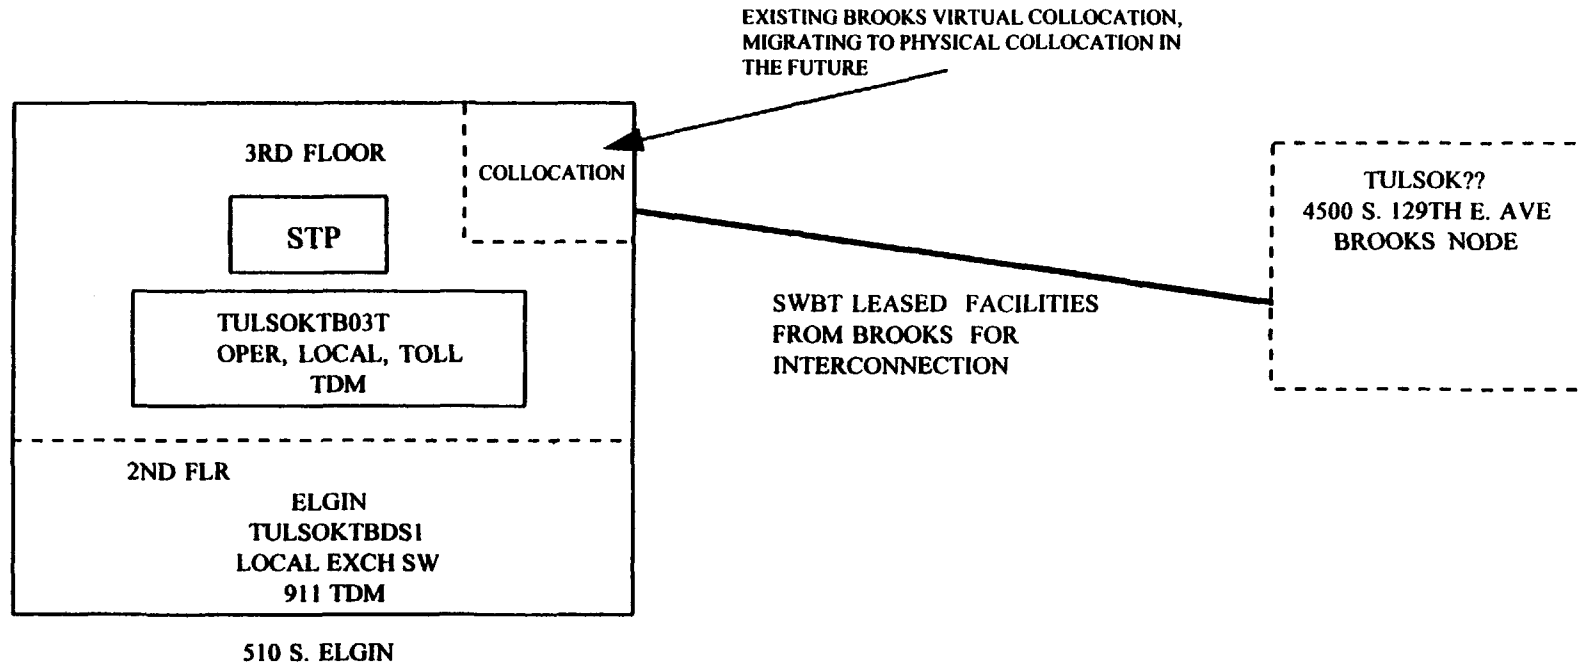 EXISTING BROOKS VIRTUAL COLLOCATION,
MIGRATING TO PHYSICAL COLLOCATION IN
THE FUTURE
3RD FLOOR
COLLOCATION
STP
TULSOKTB03T
OPER, LOCAL, TOLL
TDM
2ND FLR
ELGIN
TULSOKTBDS1
LOCAL EXCH SW
911 TDM
510 S. ELGIN
SWBT LEASED FACILITIES
FROM BROOKS FOR
INTERCONNECTION
TULSOK??
4500 S. 129TH E. AVE
BROOKS NODE